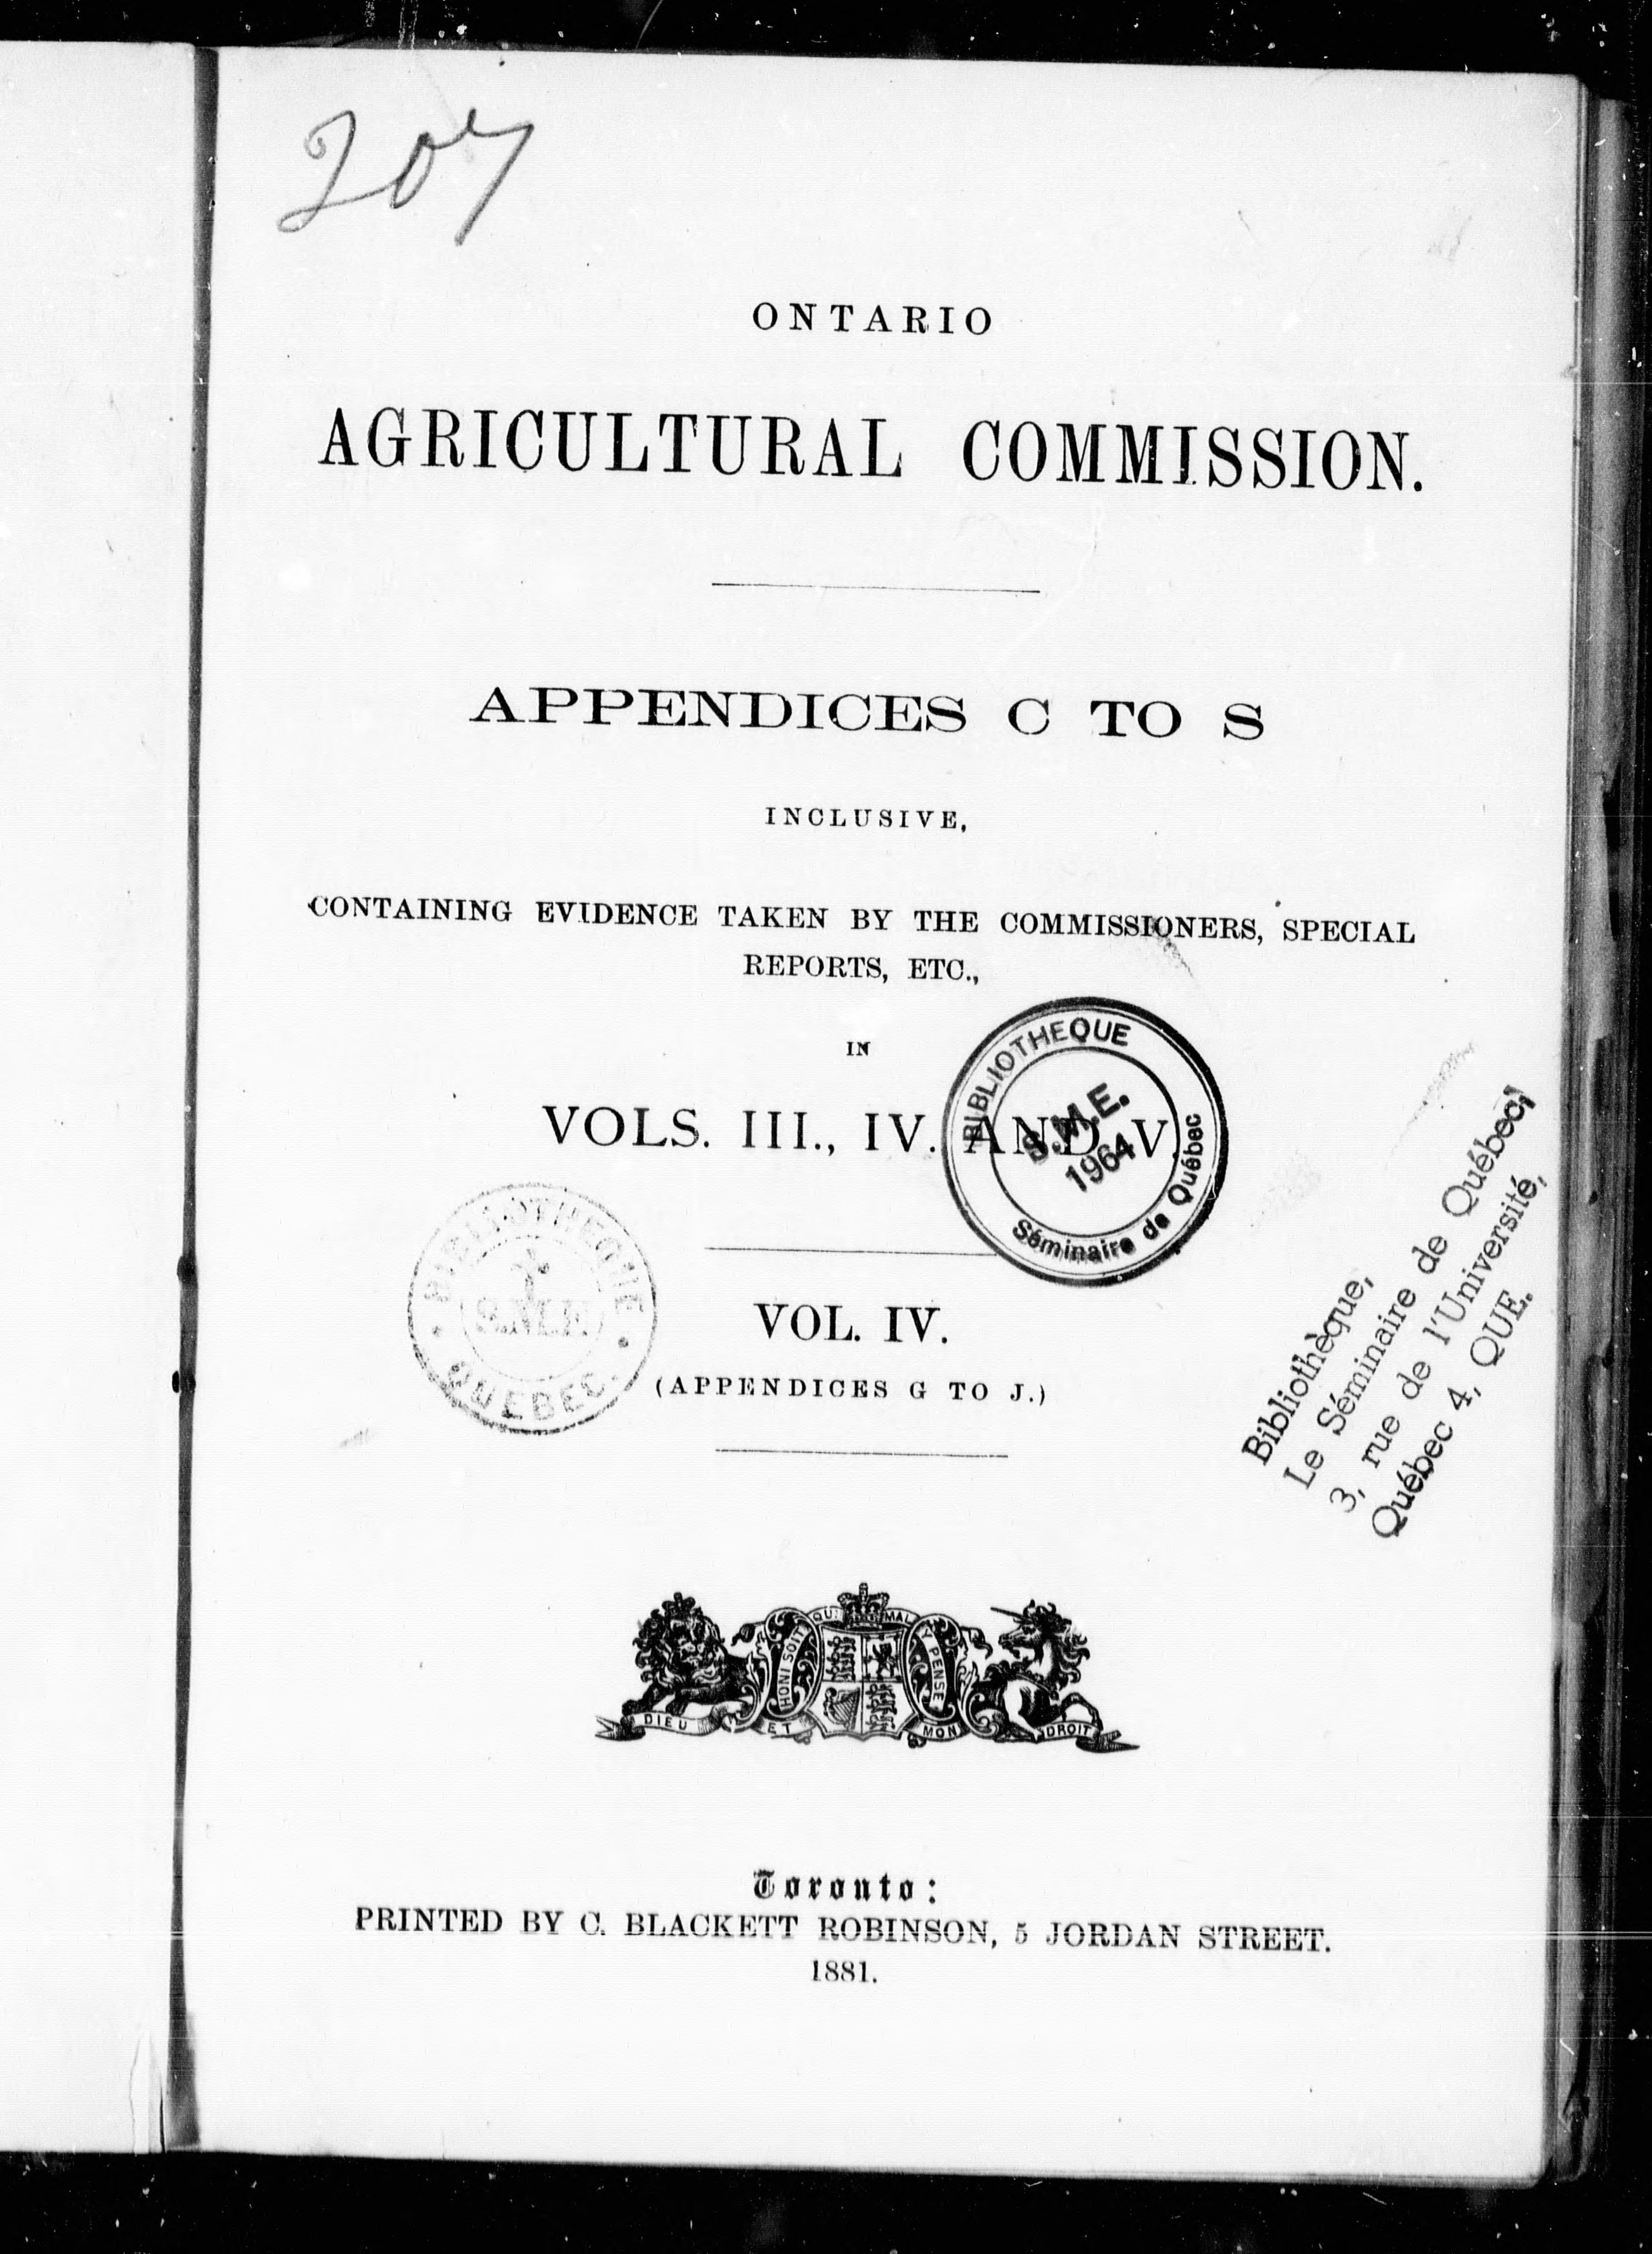 207
ONTARIO
AGRICULTURAL COMMISSION.
APPENDICES C TO S
INCLUSIVE,
CONTAINING EVIDENCE TAKEN BY THE COMMISSIONERS, SPECIAL
REPORTS, ETC.,
IN
VOLS. III., IV. AND V.
BIBLIOTHEQUE
S.M.E.
1964
Séminaire de Québec
BIBLIOTHEQUE
S.M.E.
QUEBEC.
VOL. IV.
(APPENDICES G TO J.)
Bibliothèque,
Le Séminaire de Québec,
3, rue de l'Université,
Québec 4, QUE.
HONI SOIT QUI MAL Y PENSE
DIEU ET MON DROIT
Toronto:
PRINTED BY C. BLACKETT ROBINSON, 5 JORDAN STREET.
1881.